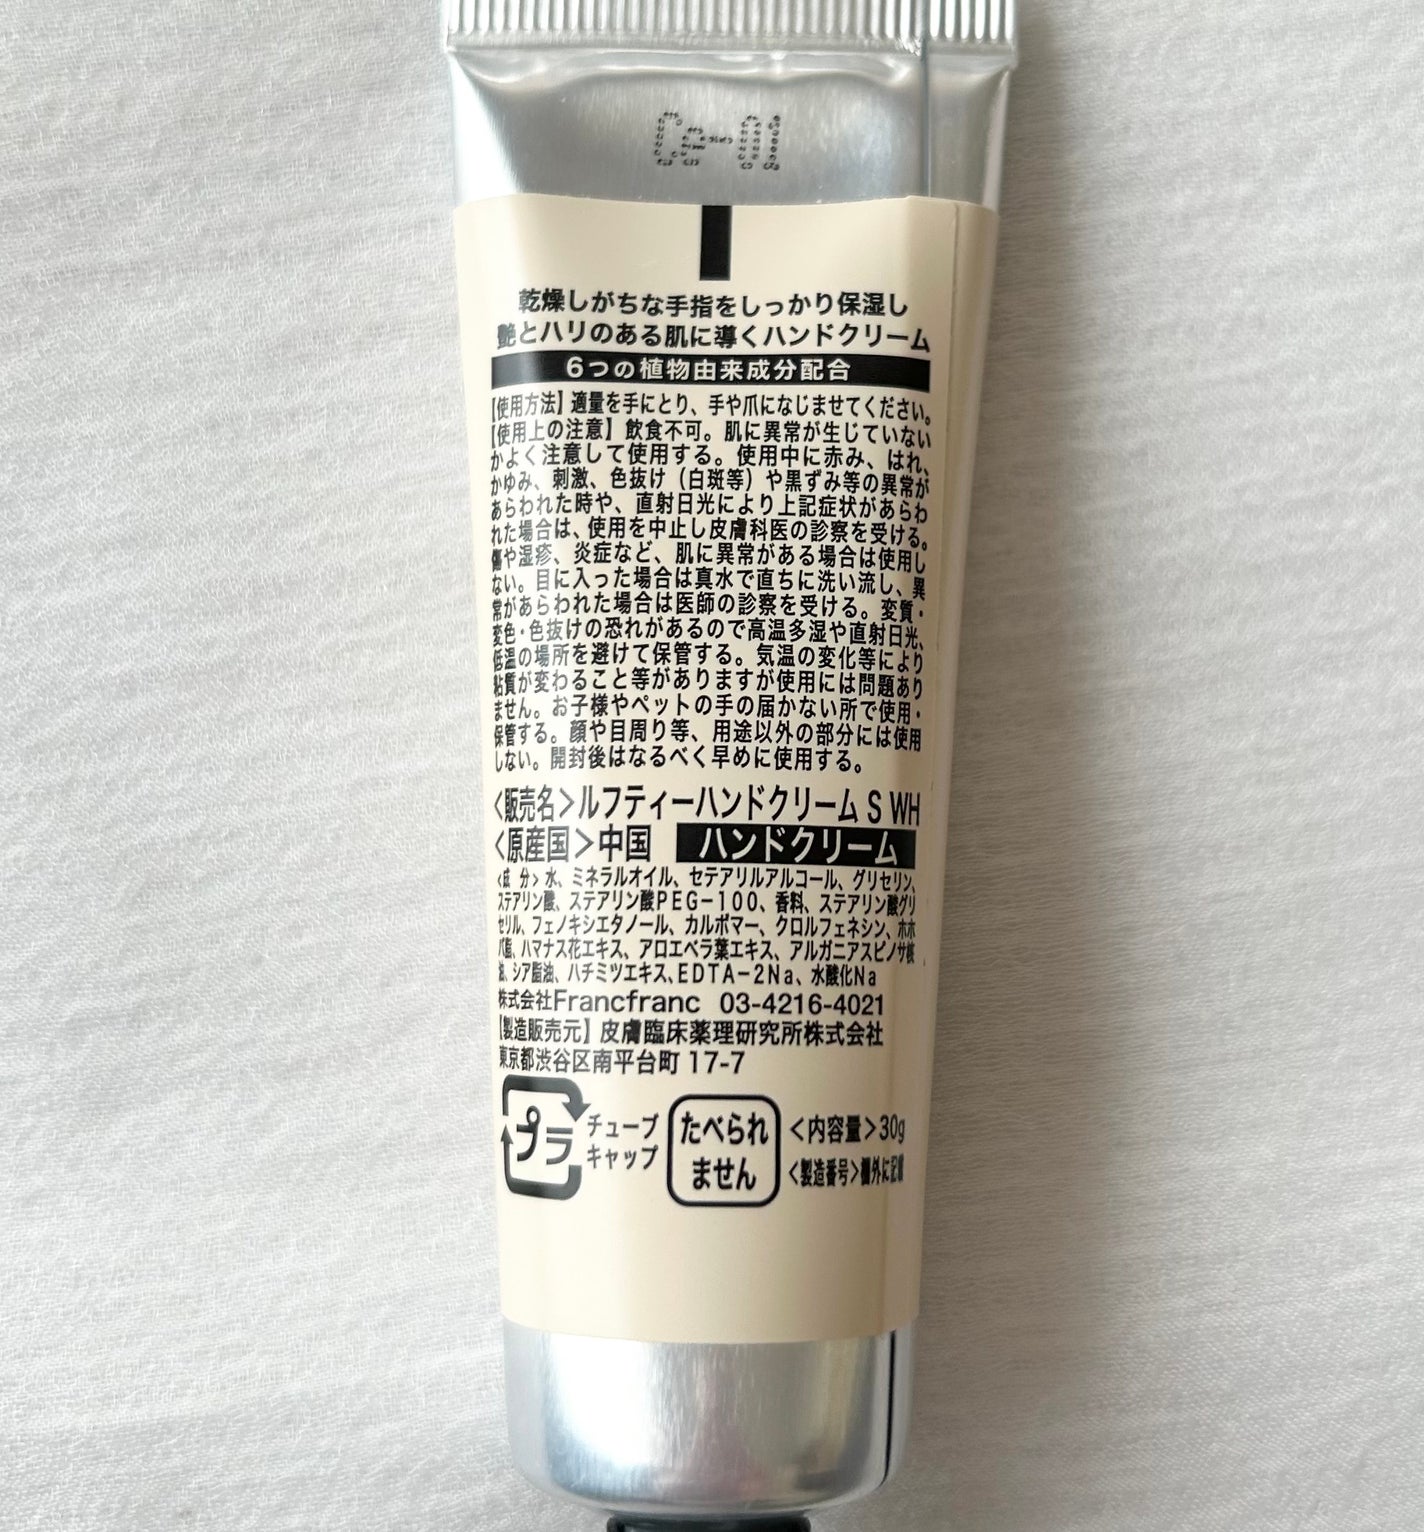 乾燥しがちな手指をしっかり保湿し
艶とハリのある肌に導くハンドクリーム
6つの植物由来成分配合
【使用方法】適量を手にとり、手や爪になじませてください。
【使用上の注意】飲食不可。肌に異常が生じていない
かよく注意して使用する。使用中に赤み、はれ、
かゆみ、刺激、色抜け（白斑等）や黒ずみ等の異常が
あらわれた時や、直射日光により上記症状があらわ
れた場合は、使用を中止し皮膚科医の診察を受ける。
傷や湿疹、炎症など、肌に異常がある場合は使用し
ない。目に入った場合は真水で直ちに洗い流し、異
常があらわれた場合は医師の診察を受ける。変質・
変色・色抜けの恐れがあるので高温多湿や直射日光、
低温の場所を避けて保管する。気温の変化等により
粘質が変わること等がありますが使用には問題あり
ません。お子様やペットの手の届かない所で使用・
保管する。顔や目周り等、用途以外の部分には使用
しない。開封後はなるべく早めに使用する。
<販売名>ルフティーハンドクリーム S WH
<原産国>中国 ハンドクリーム
<成 分>水、ミネラルオイル、セテアリルアルコール、グリセリン、
ステアリン酸、ステアリン酸PEG-100、香料、ステアリン酸グリ
セリル、フェノキシエタノール、カルボマー、クロルフェネシン、ホホ
バ脂、ハマナス花エキス、アロエベラ葉エキス、アルガニアスピノサ核
油、シア脂油、ハチミツエキス、EDTA-2Na、水酸化Na
株式会社Francfranc 03-4216-4021
【製造販売元】皮膚臨床薬理研究所株式会社
東京都渋谷区南平台町 17-7
プラ チューブ
キャップ
たべられ
ません
<内容量>30g
<製造番号>欄外に記載